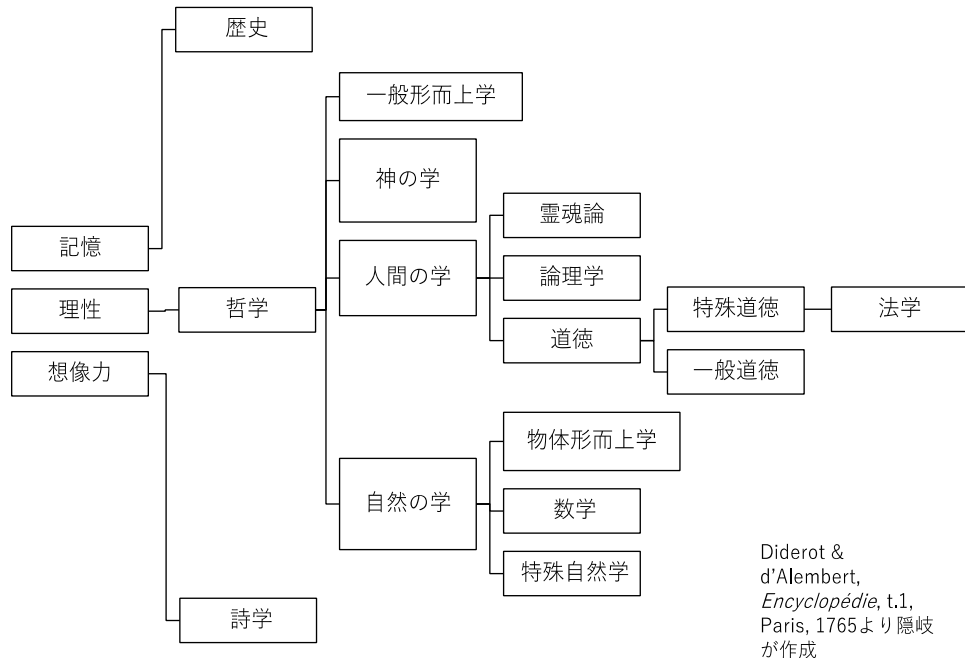 歴史
一般形而上学
神の学
霊魂論
記憶
人間の学
論理学
理性
哲学
特殊道徳
法学
道徳
想像力
一般道徳
物体形而上学
自然の学
数学
特殊自然学
詩学
Diderot &
d'Alembert,
Encyclopédie, t.1,
Paris, 1765より隠岐
が作成